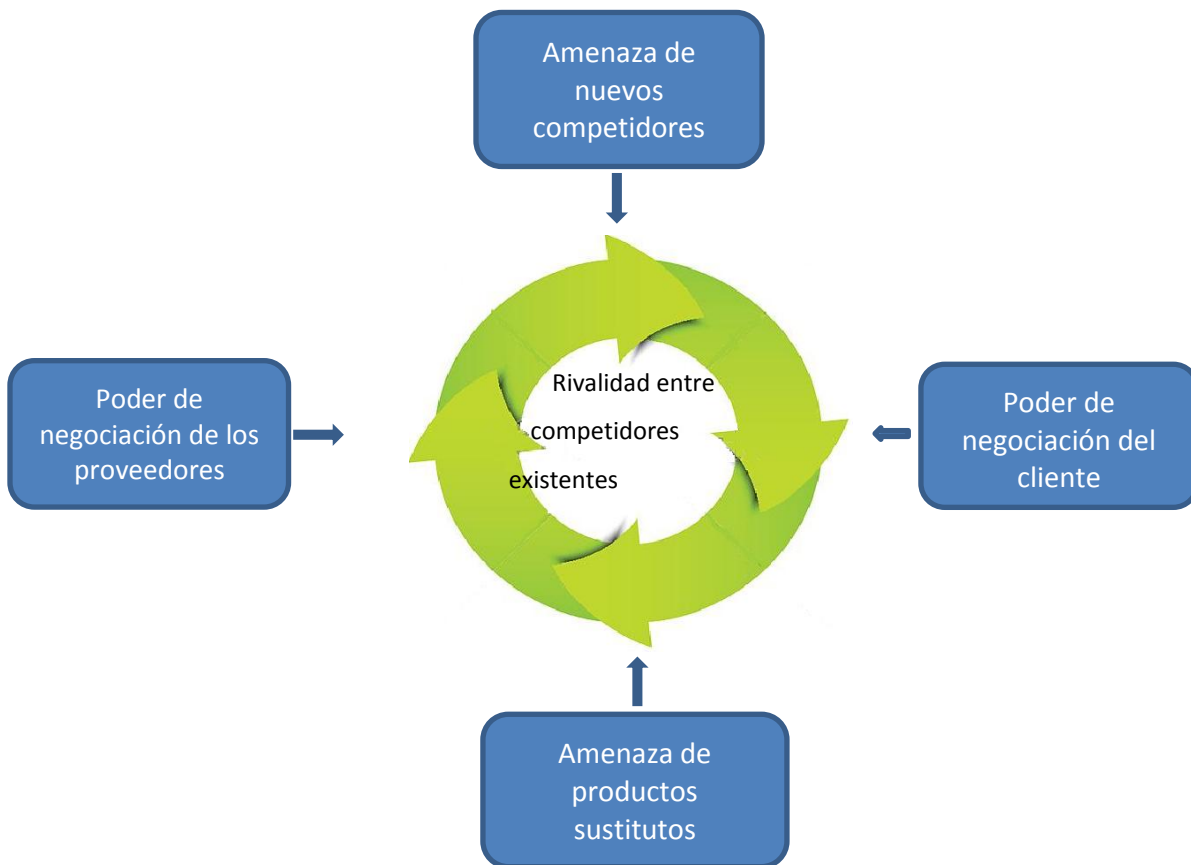 Amenaza de
nuevos
competidores
Poder de
negociación de los
proveedores
Rivalidad entre
competidores
existentes
Poder de
negociación del
cliente
Amenaza de
productos
sustitutos